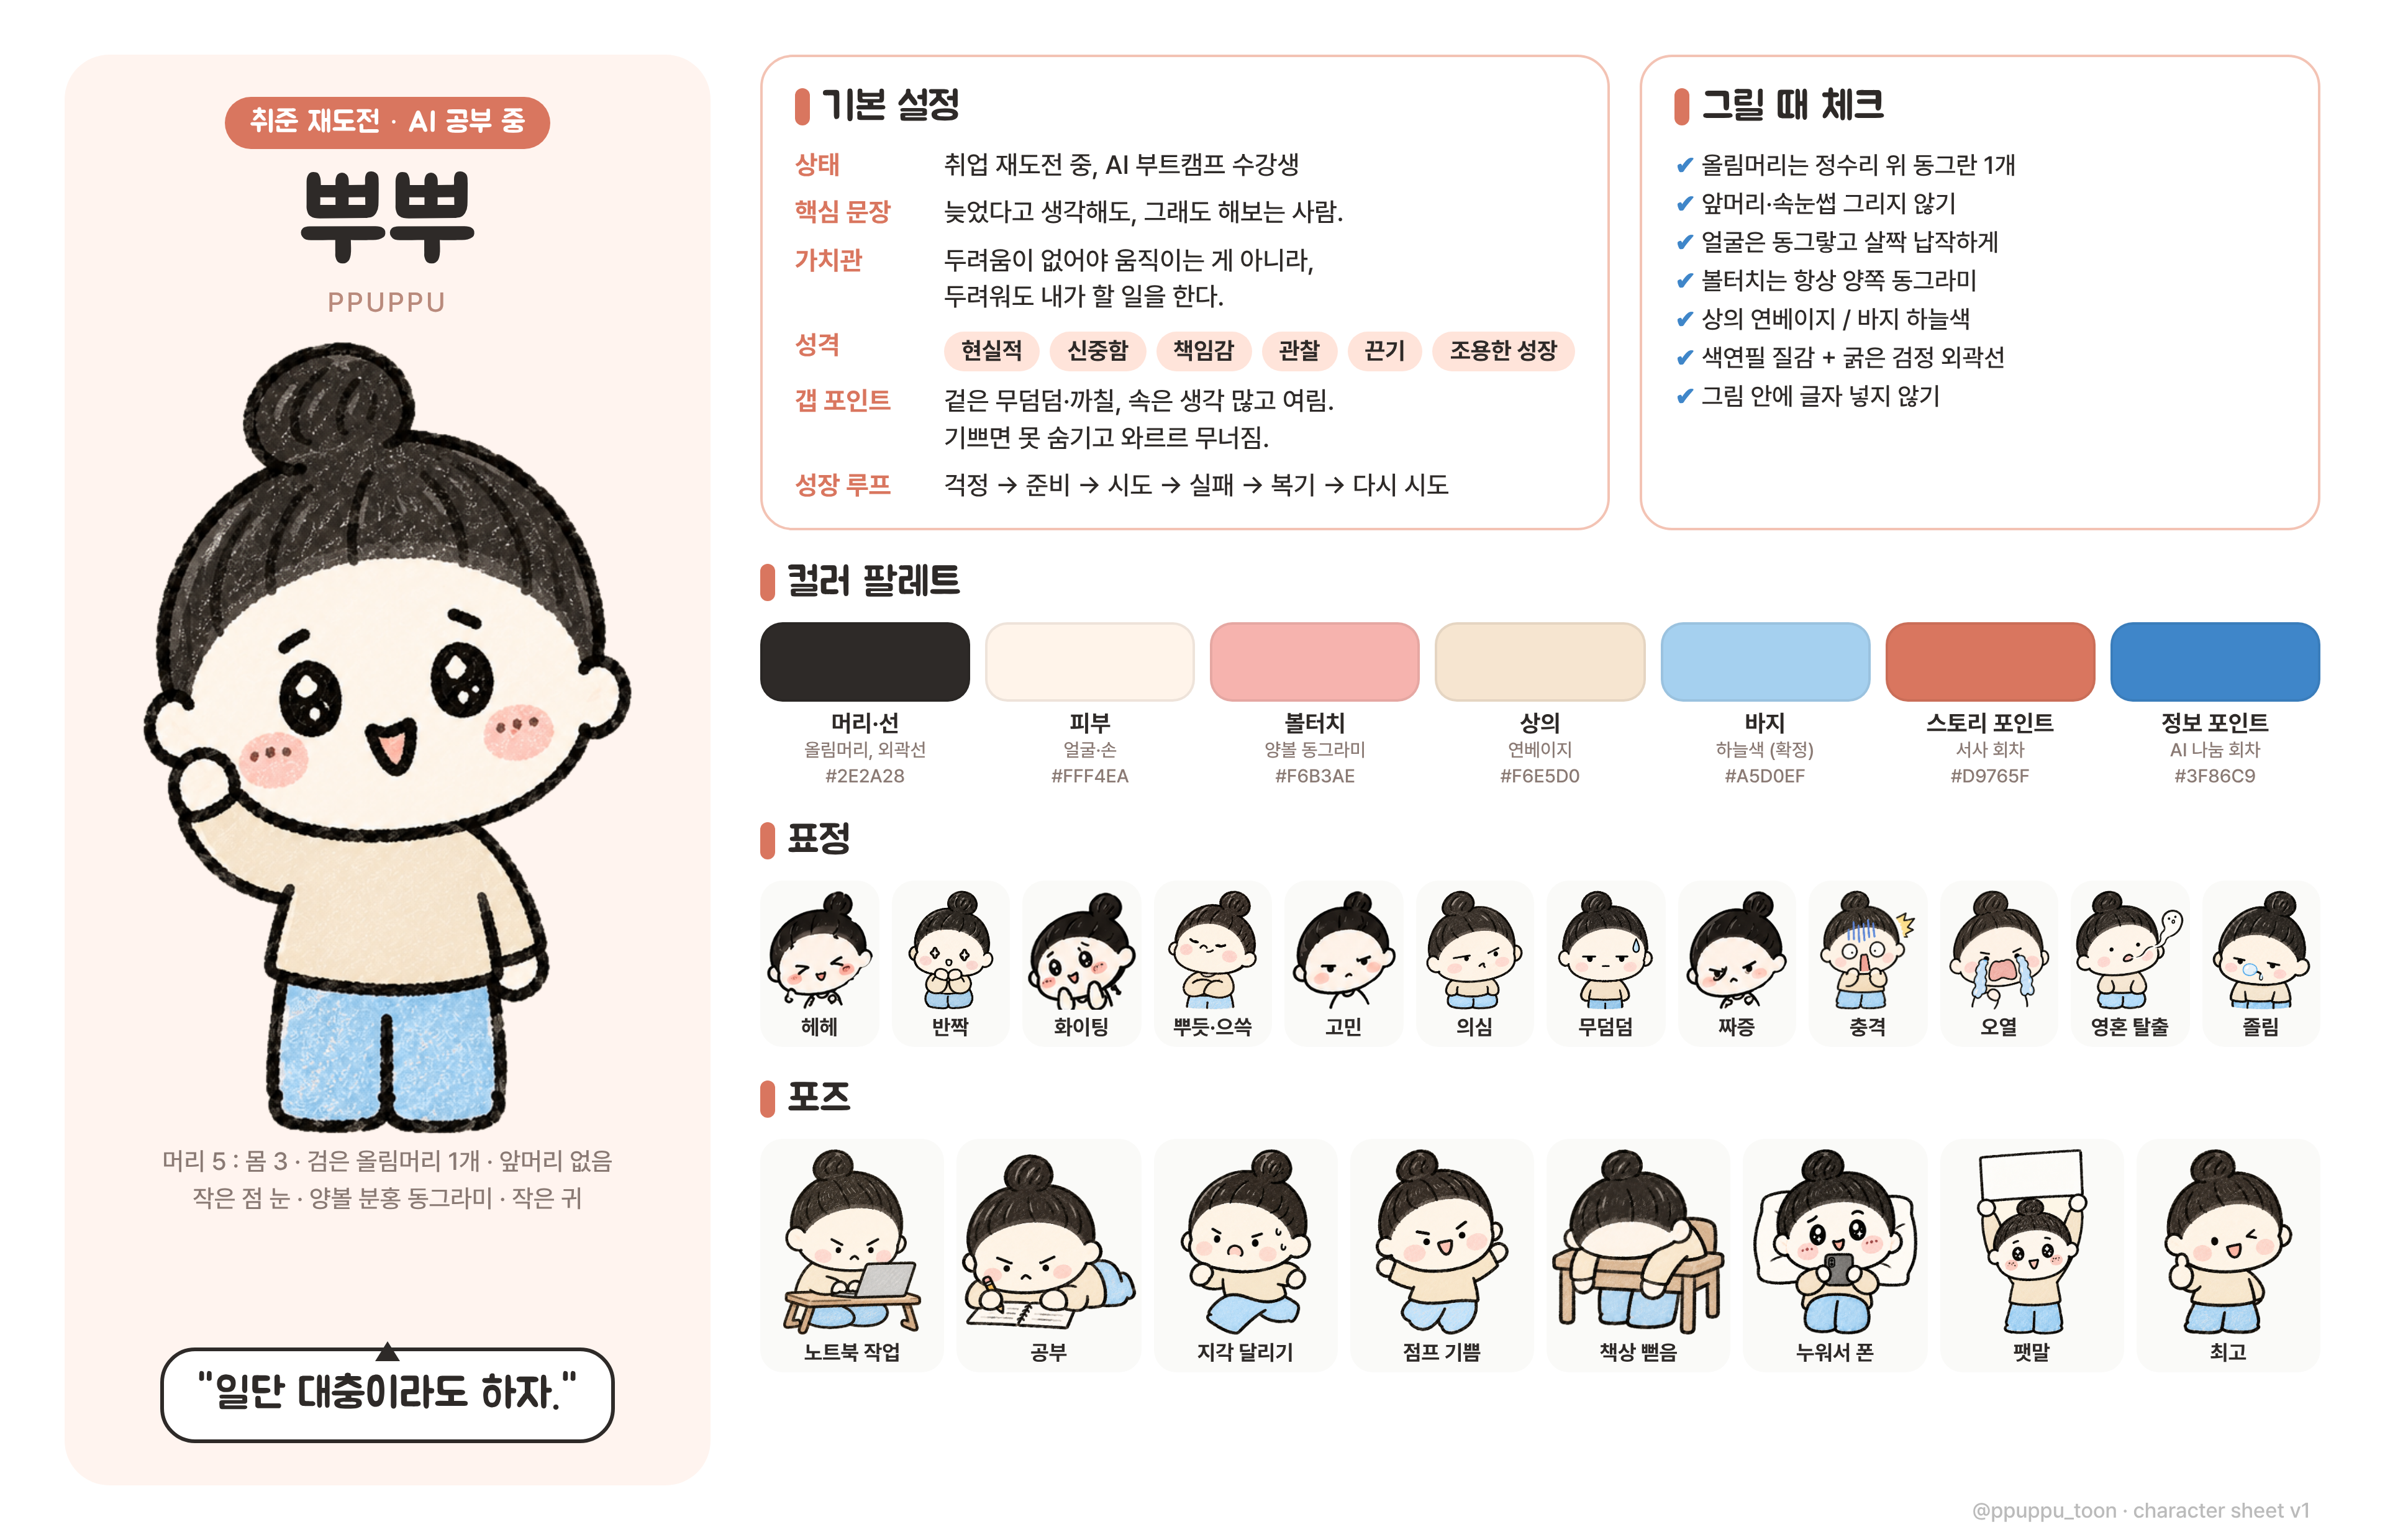 취준 재도전 · AI 공부 중
뿌뿌
PPUPPU
머리 5 : 몸 3 · 검은 올림머리 1개 · 앞머리 없음
작은 점 눈 · 양볼 분홍 동그라미 · 작은 귀
"일단 대충이라도 하자."
기본 설정
상태 취업 재도전 중, AI 부트캠프 수강생
핵심 문장 늦었다고 생각해도, 그래도 해보는 사람.
가치관 두려움이 없어야 움직이는 게 아니라,
두려워도 내가 할 일을 한다.
성격 현실적 신중함 책임감 관찰 끈기 조용한 성장
갭 포인트 겉은 무덤덤·까칠, 속은 생각 많고 여림.
기쁘면 못 숨기고 와르르 무너짐.
성장 루프 걱정 → 준비 → 시도 → 실패 → 복기 → 다시 시도
그릴 때 체크
✔ 올림머리는 정수리 위 동그란 1개
✔ 앞머리·속눈썹 그리지 않기
✔ 얼굴은 동그랗고 살짝 납작하게
✔ 볼터치는 항상 양쪽 동그라미
✔ 상의 연베이지 / 바지 하늘색
✔ 색연필 질감 + 굵은 검정 외곽선
✔ 그림 안에 글자 넣지 않기
컬러 팔레트
머리·선 피부 볼터치 상의 바지 스토리 포인트 정보 포인트
올림머리, 외곽선 얼굴·손 양볼 동그라미 연베이지 하늘색 (확정) 서사 회차 AI 나눔 회차
#2E2A28 #FFF4EA #F6B3AE #F6E5D0 #A5D0EF #D9765F #3F86C9
표정
헤헤 반짝 화이팅 뿌듯·으쓱 고민 의심 무덤덤 짜증 충격 오열 영혼 탈출 졸림
포즈
노트북 작업 공부 지각 달리기 점프 기쁨 책상 뻗음 누워서 폰 팻말 최고
@ppuppu_toon · character sheet v1